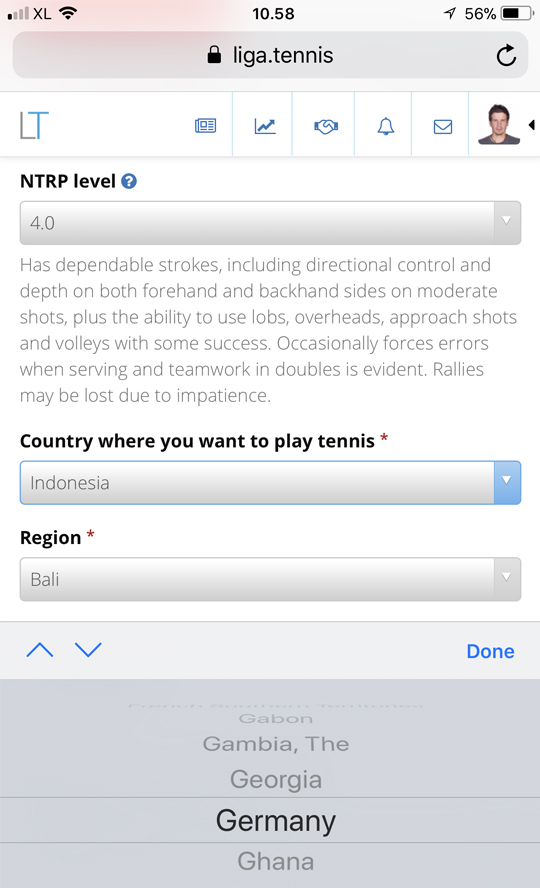 XL 10.58 56%
liga.tennis
LT
NTRP level ?
4.0
Has dependable strokes, including directional control and
depth on both forehand and backhand sides on moderate
shots, plus the ability to use lobs, overheads, approach shots
and volleys with some success. Occasionally forces errors
when serving and teamwork in doubles is evident. Rallies
may be lost due to impatience.
Country where you want to play tennis *
Indonesia
Region *
Bali
Done
French Southern Territories
Gabon
Gambia, The
Georgia
Germany
Ghana